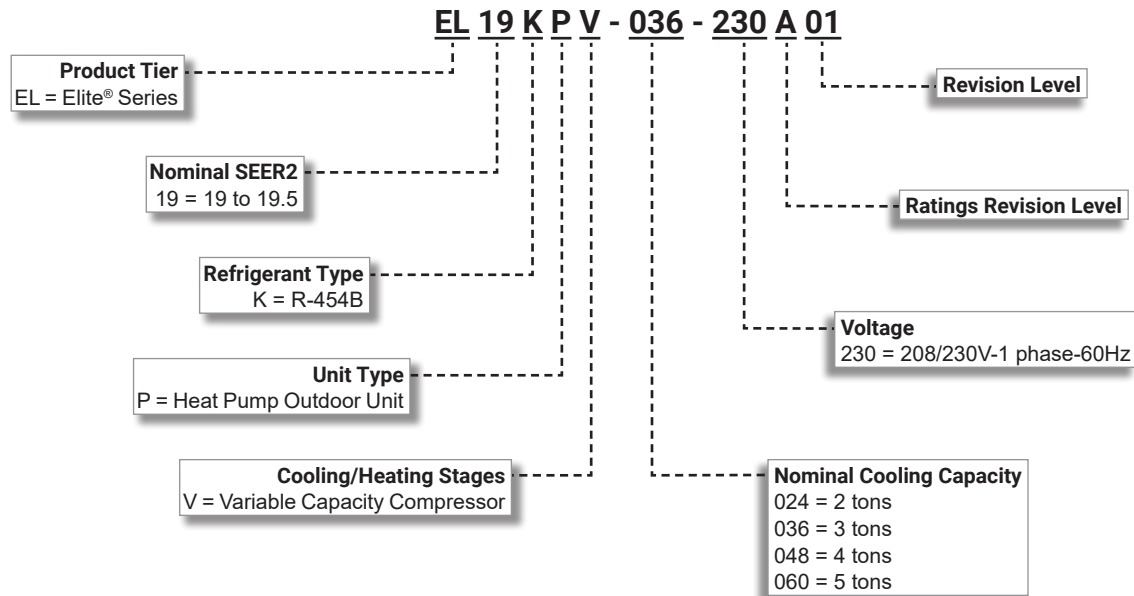 EL 19 K P V - 036 - 230 A 01
Product Tier
EL = Elite® Series
Revision Level
Nominal SEER2
19 = 19 to 19.5
Ratings Revision Level
Refrigerant Type
K = R-454B
Voltage
230 = 208/230V-1 phase-60Hz
Unit Type
P = Heat Pump Outdoor Unit
Cooling/Heating Stages
V = Variable Capacity Compressor
Nominal Cooling Capacity
024 = 2 tons
036 = 3 tons
048 = 4 tons
060 = 5 tons